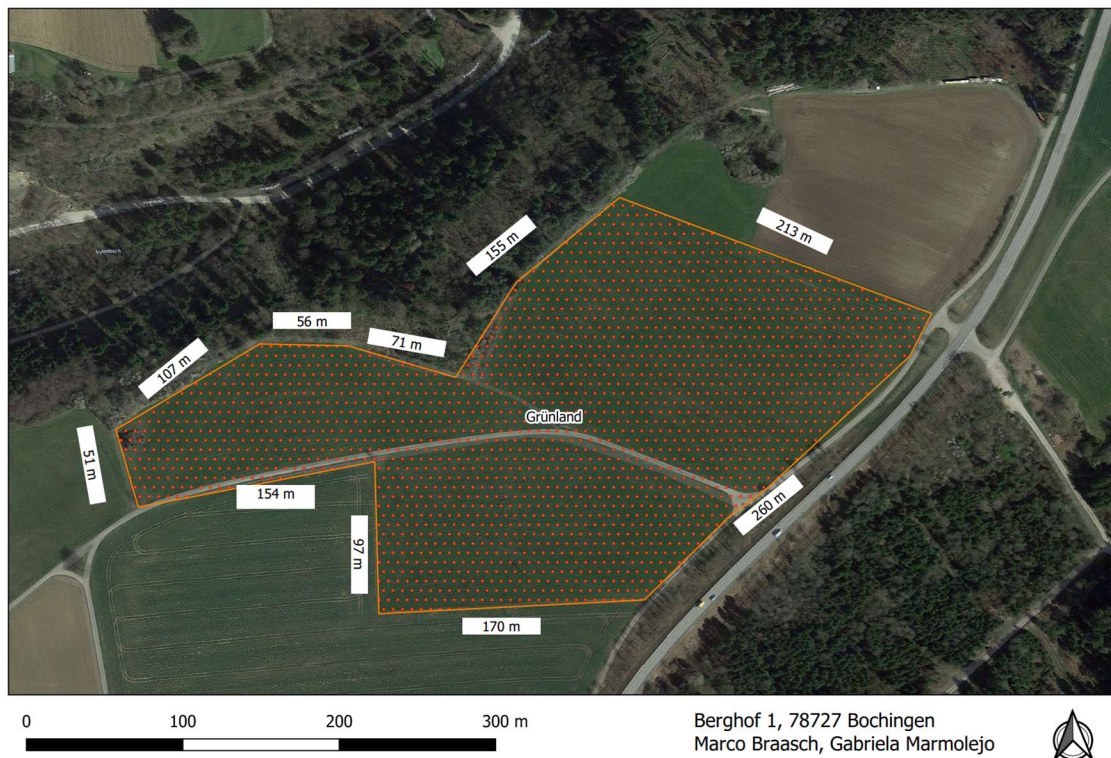 213 m
155 m
56 m
71 m
107 m
Grünland
51 m
154 m
260 m
97 m
170 m
0 100 200 300 m
Berghof 1, 78727 Bochingen
Marco Braasch, Gabriela Marmolejo